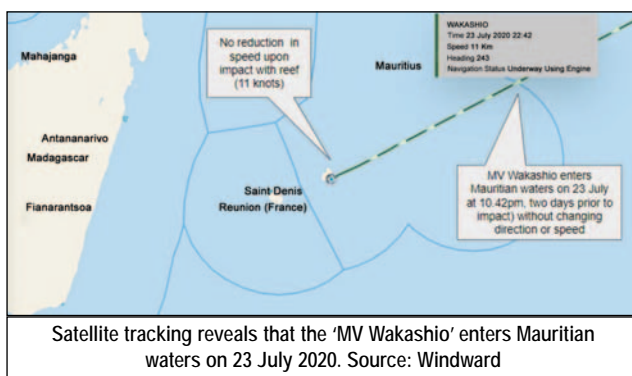 WAKASHIO
Time 23 July 2020 22:42
Speed 11 Km
Heading 243
Navigation Status Underway Using Engine
No reduction in
speed upon
impact with reef
(11 knots)
Mahajanga
Mauritius
Antananarivo
Madagascar
Fianarantsoa
Saint-Denis
Reunion (France)
MV Wakashio enters
Mauritian waters on 23 July
at 10.42pm, two days prior to
impact) without changing
direction or speed
Satellite tracking reveals that the ‘MV Wakashio’ enters Mauritian
waters on 23 July 2020. Source: Windward